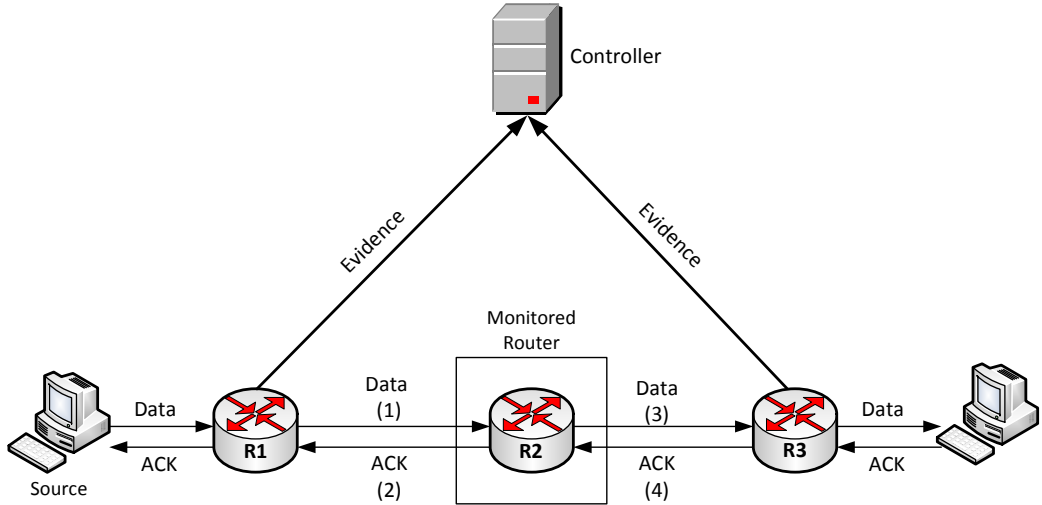 Controller
Evidence
Evidence
Monitored
Router
Data
Data
(1)
Data
(3)
Data
R1
R2
R3
ACK
ACK
(2)
ACK
(4)
ACK
Source